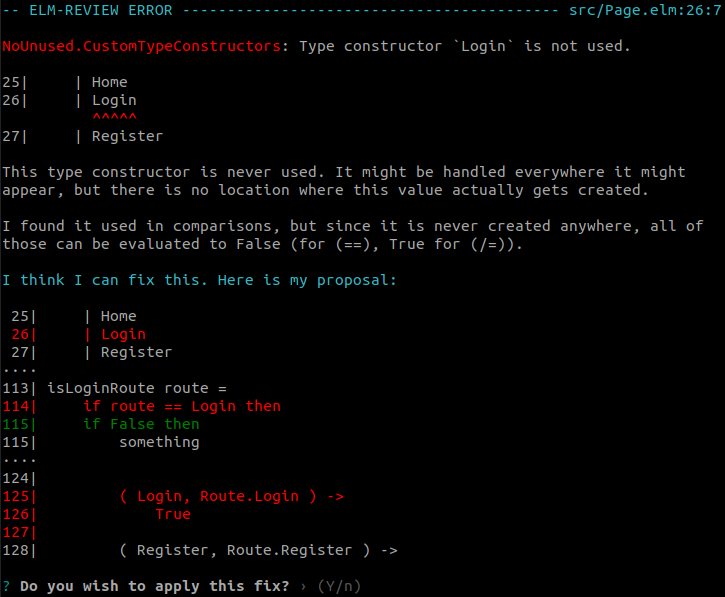 -- ELM-REVIEW ERROR ------------------------------------------ src/Page.elm:26:7
NoUnused.CustomTypeConstructors: Type constructor `Login` is not used.
25|     | Home
26|     | Login
          ^^^^^
27|     | Register
This type constructor is never used. It might be handled everywhere it might
appear, but there is no location where this value actually gets created.
I found it used in comparisons, but since it is never created anywhere, all of
those can be evaluated to False (for (==), True for (/=)).
I think I can fix this. Here is my proposal:
 25|     | Home
 26|     | Login
 27|     | Register
····
113| isLoginRoute route =
114|     if route == Login then
115|     if False then
115|         something
····
124|
125|         ( Login, Route.Login ) ->
126|             True
127|
128|         ( Register, Route.Register ) ->
? Do you wish to apply this fix? › (Y/n)